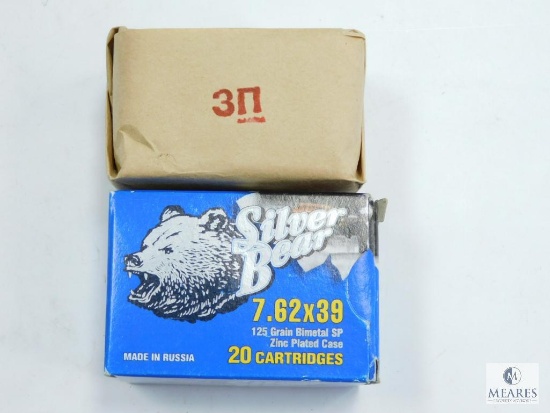 ЗП
Silver
Bear
7.62x39
125 Grain Bimetal SP
Zinc Plated Case
20 CARTRIDGES
MADE IN RUSSIA
M
MEARES